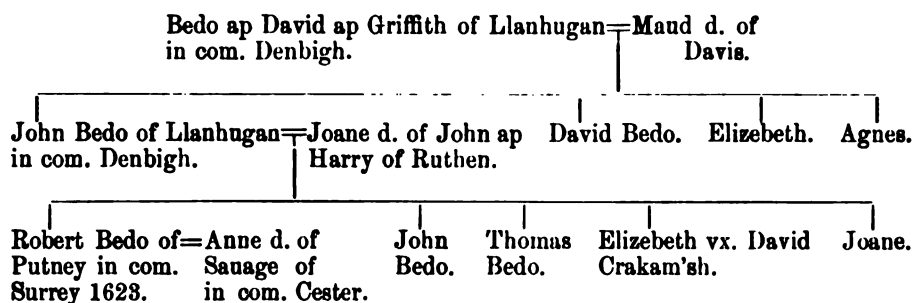 Bedo ap David ap Griffith of Llanhugan=Maud d. of
in com. Denbigh. Davis.
John Bedo of Llanhugan=Joane d. of John ap David Bedo. Elizebeth. Agnes.
in com. Denbigh. Harry of Ruthen.
Robert Bedo of=Anne d. of John Thomas Elizebeth vx. David Joane.
Putney in com. Sauage of Bedo. Bedo. Crakam'sh.
Surrey 1623. in com. Cester.